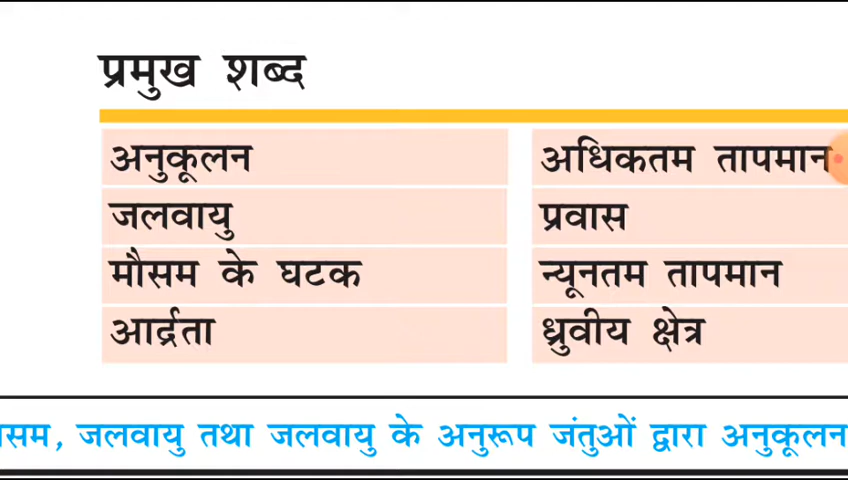 प्रमुख शब्द
अनुकूलन
जलवायु
मौसम के घटक
आर्द्रता
अधिकतम तापमान
प्रवास
न्यूनतम तापमान
ध्रुवीय क्षेत्र
जलवायु तथा जलवायु के अनुरूप जंतुओं द्वारा अनुकूलन